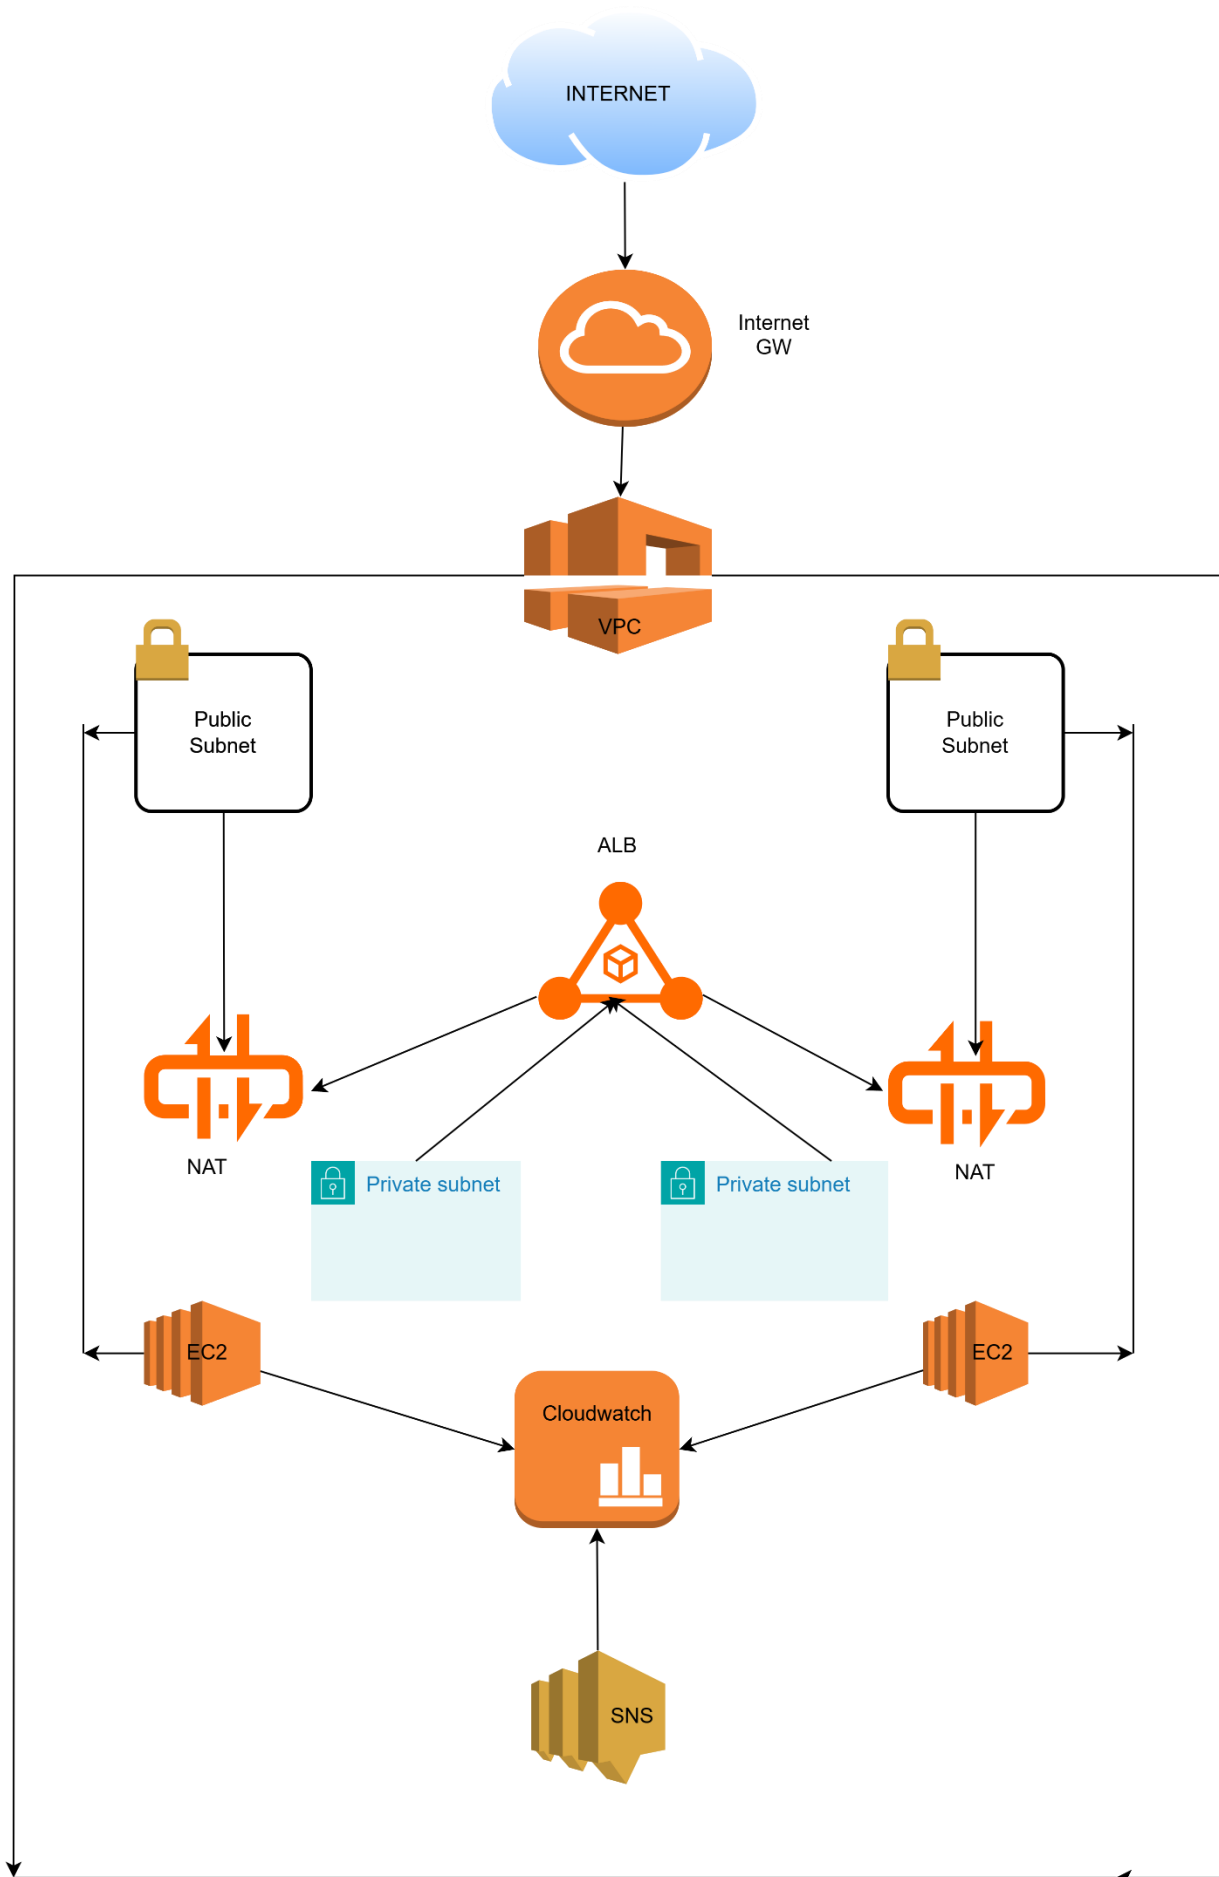 INTERNET
Internet
GW
VPC
Public
Subnet
Public
Subnet
ALB
NAT
NAT
Private subnet
Private subnet
EC2
EC2
Cloudwatch
SNS